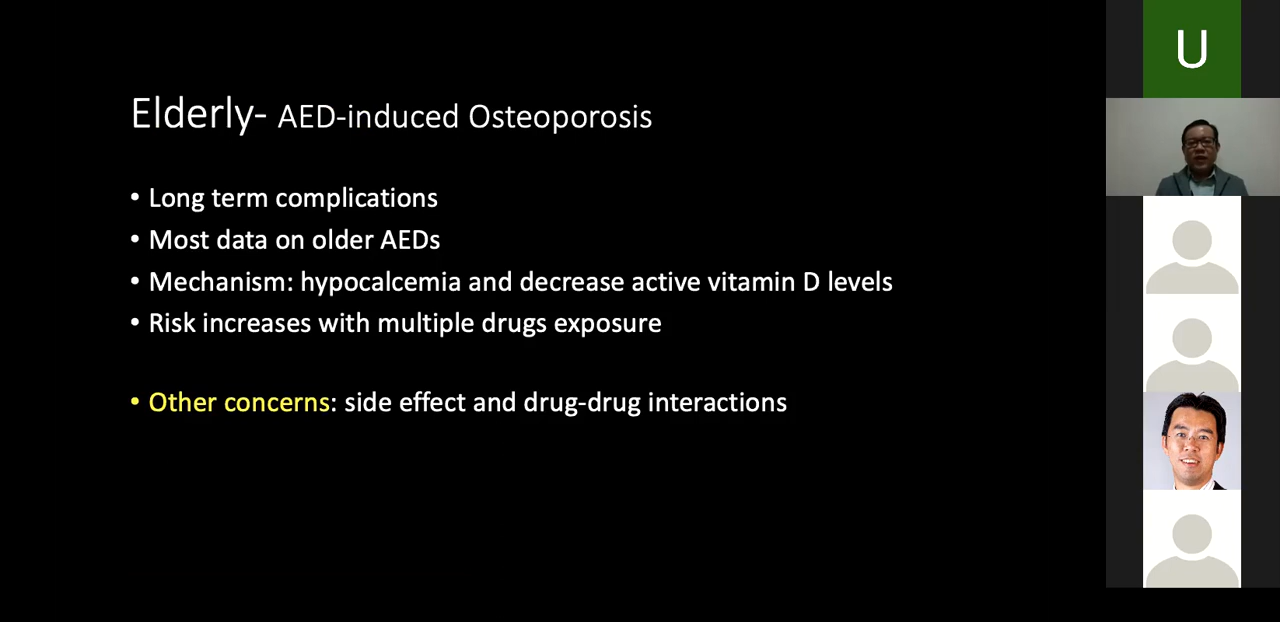 Elderly- AED-induced Osteoporosis
• Long term complications
• Most data on older AEDs
• Mechanism: hypocalcemia and decrease active vitamin D levels
• Risk increases with multiple drugs exposure
• Other concerns: side effect and drug-drug interactions
U